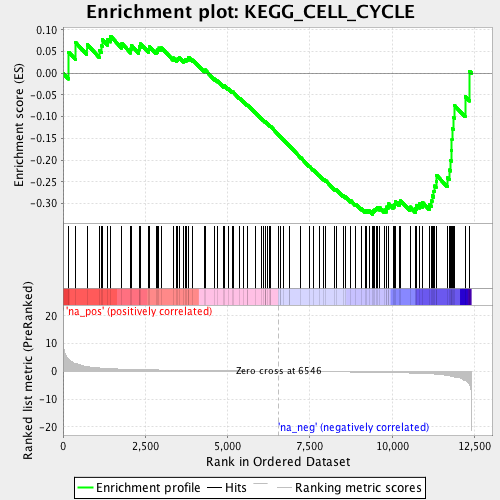 Enrichment plot: KEGG_CELL_CYCLE
Enrichment score (ES)
0.10
0.05
0.00
-0.05
-0.10
-0.15
-0.20
-0.25
-0.30
'na_pos' (positively correlated)
Ranked list metric (PreRanked)
20
10
0
-10
-20
Zero cross at 6546
'na_neg' (negatively correlated)
0
2,500
5,000
7,500
10,000
12,500
Rank in Ordered Dataset
Enrichment profile
Hits
Ranking metric scores